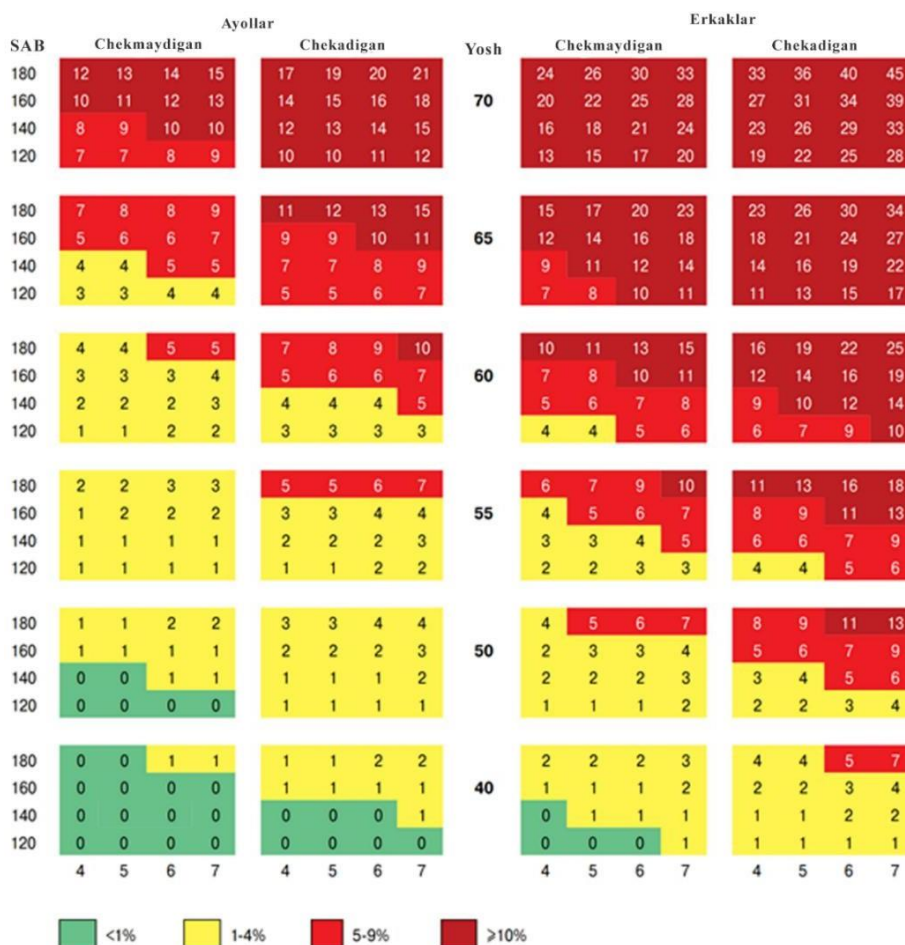 Ayollar Erkaklar
SAB Chekmaydigan Chekadigan Yosh Chekmaydigan Chekadigan
180 12 13 14 15 17 19 20 21 24 26 30 33 33 36 40 45
160 10 11 12 13 14 15 16 18 70 20 22 25 28 27 31 34 39
140 8 9 10 10 12 13 14 15 16 18 21 24 23 26 29 33
120 7 7 8 9 10 10 11 12 13 15 17 20 19 22 25 28
180 7 8 8 9 11 12 13 15 15 17 20 23 23 26 30 34
160 5 6 6 7 9 9 10 11 65 12 14 16 18 18 21 24 27
140 4 4 5 5 7 7 8 9 9 11 12 14 14 16 19 22
120 3 3 4 4 5 5 6 7 7 8 10 11 11 13 15 17
180 4 4 5 5 7 8 9 10 10 11 13 15 16 19 22 25
160 3 3 3 4 5 6 6 7 60 7 8 10 11 12 14 16 19
140 2 2 2 3 4 4 4 5 5 6 7 8 9 10 12 14
120 1 1 2 2 3 3 3 3 4 4 5 6 6 7 9 10
180 2 2 3 3 5 5 6 7 6 7 9 10 11 13 16 18
160 1 2 2 2 3 3 4 4 55 4 5 6 7 8 9 11 13
140 1 1 1 1 2 2 2 3 3 3 4 5 6 6 7 9
120 1 1 1 1 1 1 2 2 2 2 3 3 4 4 5 6
180 1 1 2 2 3 3 4 4 4 5 6 7 8 9 11 13
160 1 1 1 1 2 2 2 3 50 2 3 3 4 5 6 7 9
140 0 0 1 1 1 1 1 2 2 2 2 3 3 4 5 6
120 0 0 0 0 1 1 1 1 1 1 1 2 2 2 3 4
180 0 0 1 1 1 1 2 2 2 2 2 3 4 4 5 7
160 0 0 0 0 1 1 1 1 40 1 1 1 2 2 2 3 4
140 0 0 0 0 0 0 0 1 0 1 1 1 1 1 2 2
120 0 0 0 0 0 0 0 0 0 0 0 1 1 1 1 1
4 5 6 7 4 5 6 7 4 5 6 7 4 5 6 7
<1% 1-4% 5-9% ⩾10%